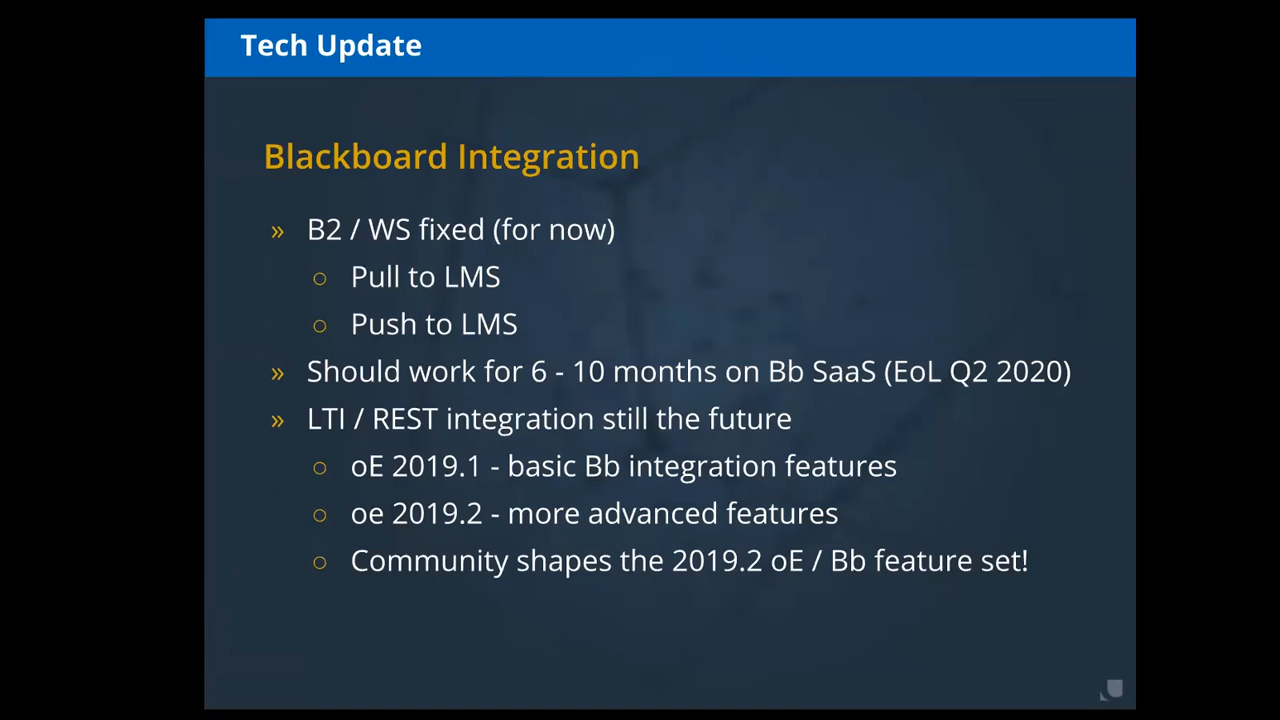 Tech Update
Blackboard Integration
» B2 / WS fixed (for now)
○ Pull to LMS
○ Push to LMS
» Should work for 6 - 10 months on Bb SaaS (EoL Q2 2020)
» LTI / REST integration still the future
○ oE 2019.1 - basic Bb integration features
○ oe 2019.2 - more advanced features
○ Community shapes the 2019.2 oE / Bb feature set!